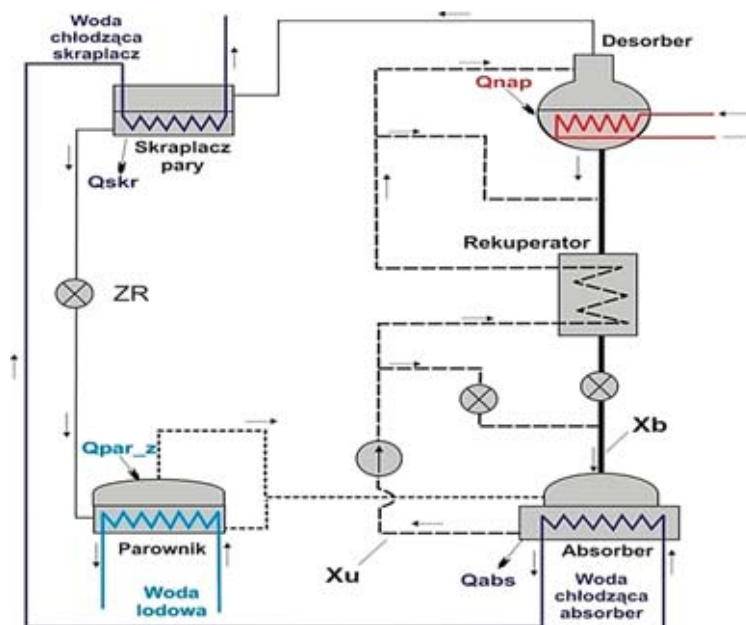 Woda
chłodząca
skraplacz
Desorber
Qnap
Skraplacz
pary
Qskr
Rekuperator
ZR
Xb
Qpar_z
Parownik
Xu
Absorber
Qabs
Woda
lodowa
Woda
chłodząca
absorber